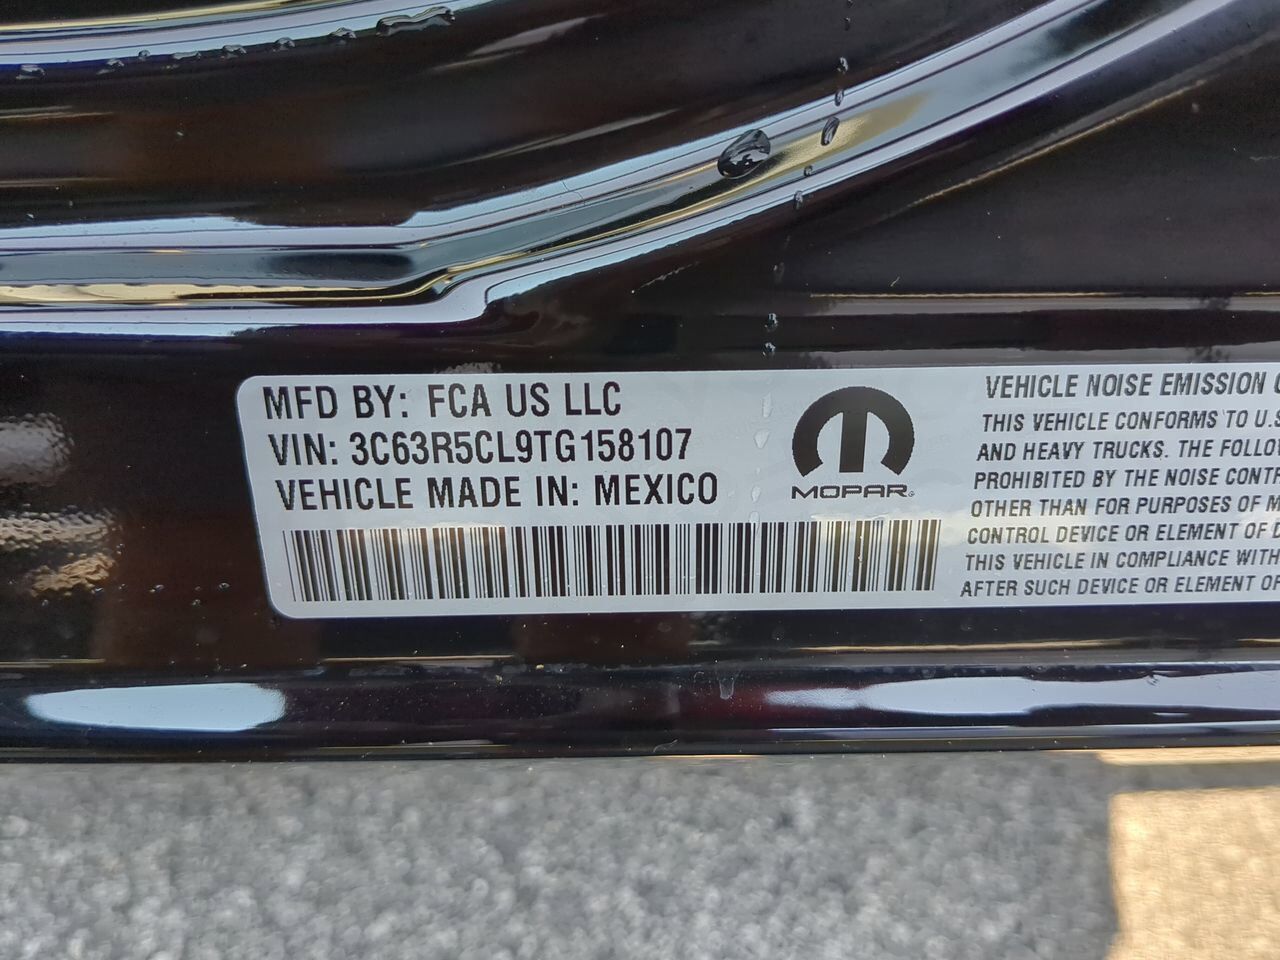 MFD BY: FCA US LLC
VIN: 3C63R5CL9TG158107
VEHICLE MADE IN: MEXICO
MOPAR®
VEHICLE NOISE EMISSION
THIS VEHICLE CONFORMS TO U.S
AND HEAVY TRUCKS. THE FOLLOW
PROHIBITED BY THE NOISE CONT
OTHER THAN FOR PURPOSES OF M
CONTROL DEVICE OR ELEMENT OF D
THIS VEHICLE IN COMPLIANCE WITH
AFTER SUCH DEVICE OR ELEMENT OF